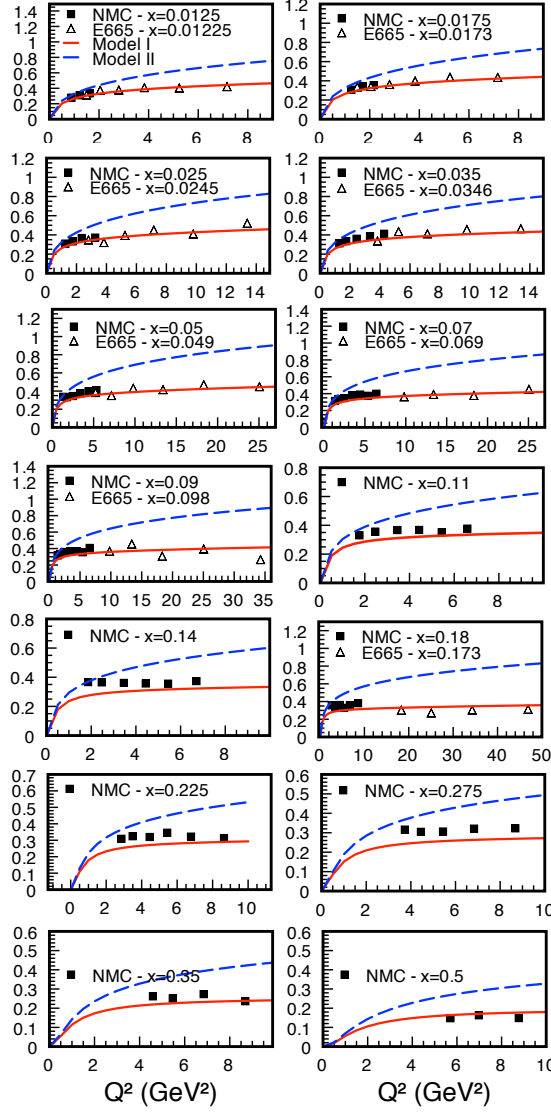 1.4
1.2
1
0.8
0.6
0.4
0.2
0
NMC - x=0.0125
E665 - x=0.01225
Model I
Model II
0 2 4 6 8
1
0.8
0.6
0.4
0.2
0
NMC - x=0.0175
E665 - x=0.0173
0 2 4 6 8
1.2
1
0.8
0.6
0.4
0.2
0
NMC - x=0.025
E665 - x=0.0245
0 2 4 6 8 10 12 14
1.2
1
0.8
0.6
0.4
0.2
0
NMC - x=0.035
E665 - x=0.0346
0 2 4 6 8 10 12 14
1.2
1
0.8
0.6
0.4
0.2
0
NMC - x=0.05
E665 - x=0.049
0 5 10 15 20 25
1.4
1.2
1
0.8
0.6
0.4
0.2
0
NMC - x=0.07
E665 - x=0.069
0 5 10 15 20 25
1.4
1.2
1
0.8
0.6
0.4
0.2
0
NMC - x=0.09
E665 - x=0.098
0 5 10 15 20 25 30 35
0.8
0.6
0.4
0.2
0
NMC - x=0.11
0 2 4 6 8
0.8
0.6
0.4
0.2
0
NMC - x=0.14
0 2 4 6 8
1.2
1
0.8
0.6
0.4
0.2
0
NMC - x=0.18
E665 - x=0.173
0 10 20 30 40 50
0.7
0.6
0.5
0.4
0.3
0.2
0.1
0
NMC - x=0.225
0 2 4 6 8 10
0.6
0.5
0.4
0.3
0.2
0.1
0
NMC - x=0.275
0 2 4 6 8 10
0.6
0.5
0.4
0.3
0.2
0.1
0
NMC - x=0.35
0 2 4 6 8
Q² (GeV²)
0.6
0.5
0.4
0.3
0.2
0.1
0
NMC - x=0.5
0 2 4 6 8 10
Q² (GeV²)